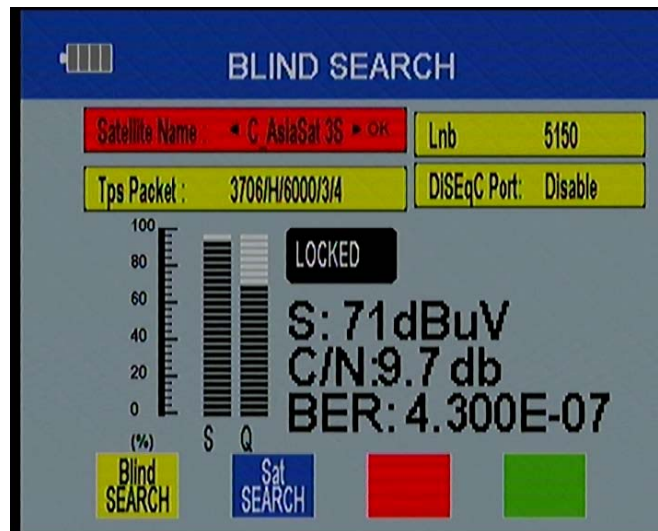 BLIND SEARCH
Satellite Name : ◄ C_AsiaSat 3S ► OK
Lnb 5150
Tps Packet : 3706/H/6000/3/4
DiSEqC Port: Disable
100
80
60
40
20
0
(%)
S Q
LOCKED
S: 71dBuV
C/N:9.7 db
BER: 4.300E-07
Blind SEARCH
Sat SEARCH